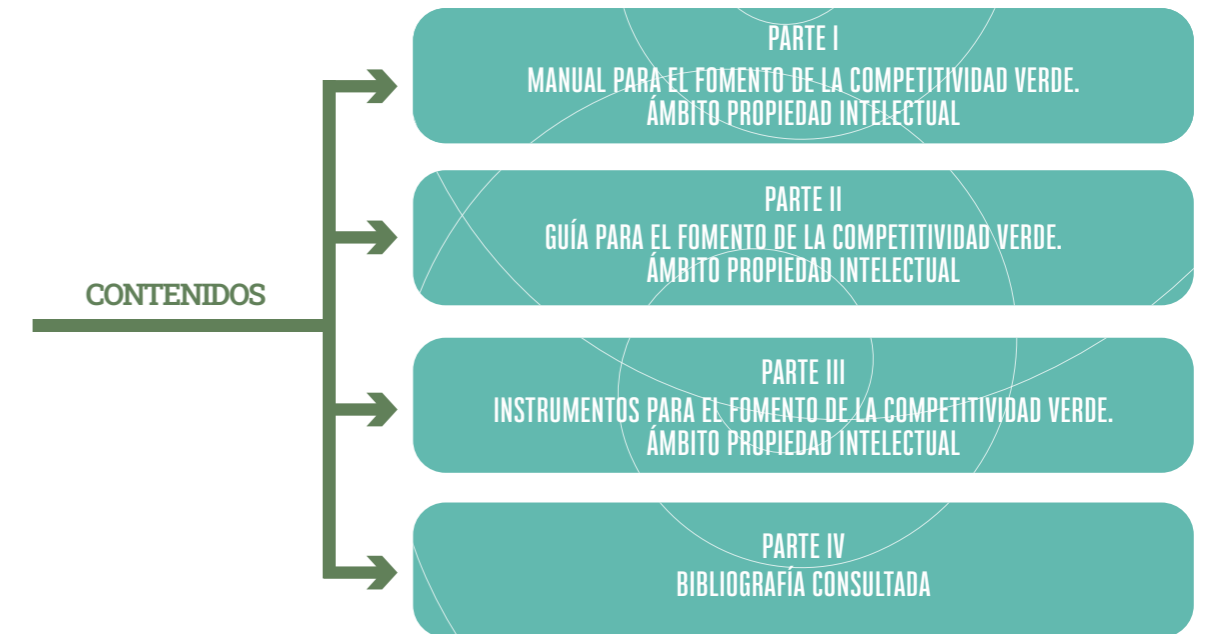 CONTENIDOS
PARTE I
MANUAL PARA EL FOMENTO DE LA COMPETITIVIDAD VERDE.
ÁMBITO PROPIEDAD INTELECTUAL
PARTE II
GUÍA PARA EL FOMENTO DE LA COMPETITIVIDAD VERDE.
ÁMBITO PROPIEDAD INTELECTUAL
PARTE III
INSTRUMENTOS PARA EL FOMENTO DE LA COMPETITIVIDAD VERDE.
ÁMBITO PROPIEDAD INTELECTUAL
PARTE IV
BIBLIOGRAFÍA CONSULTADA